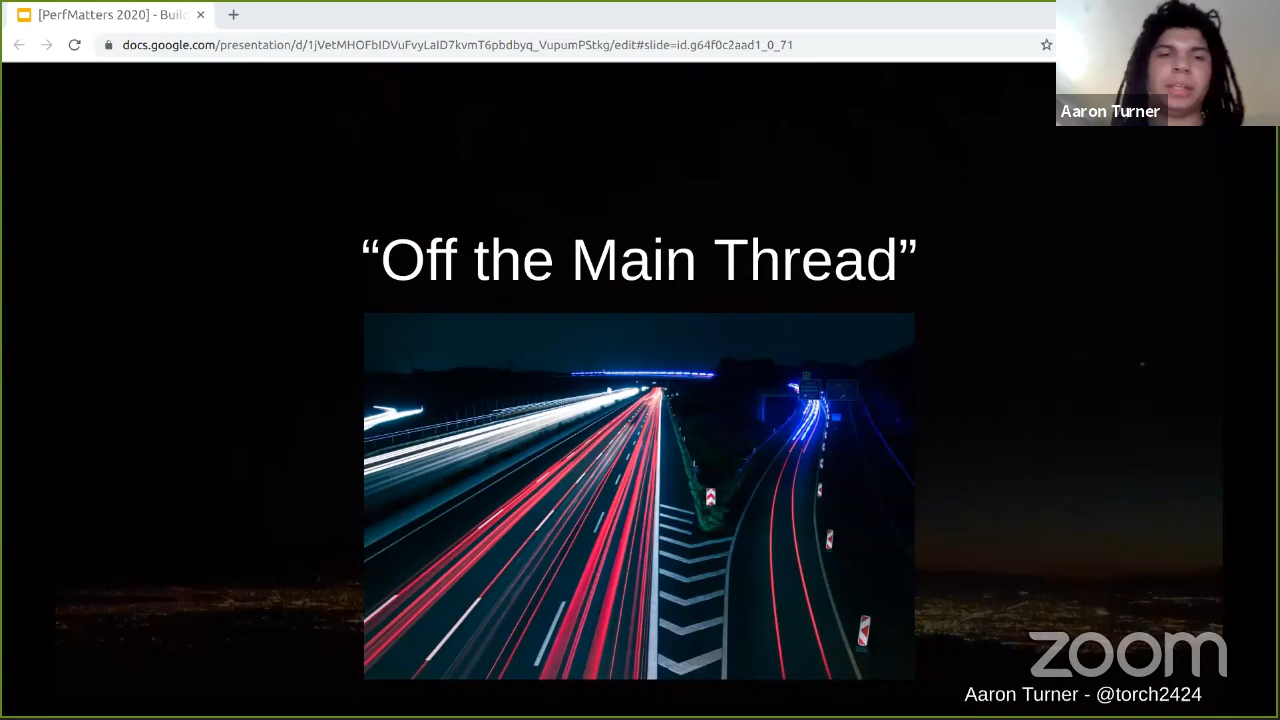 [PerfMatters 2020] - Buil
docs.google.com/presentation/d/1jVetMHOFbIDVuFvyLaID7kvmT6pbdbyq_VupumPStkg/edit#slide=id.g64f0c2aad1_0_71
Aaron Turner
“Off the Main Thread”
zoom
Aaron Turner - @torch2424